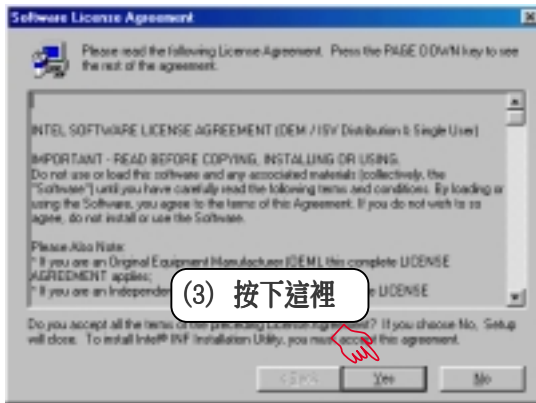 Software License Agreement
Please read the following License Agreement. Press the PAGE DOWN key to see
the rest of the agreement.
INTEL SOFTWARE LICENSE AGREEMENT (OEM / ISV Distribution & Single User)
IMPORTANT - READ BEFORE COPYING, INSTALLING OR USING.
Do not use or load this software and any associated materials (collectively, the
"Software") until you have carefully read the following terms and conditions. By loading or
using the Software, you agree to the terms of this Agreement. If you do not wish to so
agree, do not install or use the Software.
Please Also Note:
* If you are an Original Equipment Manufacturer (OEM), this complete LICENSE
AGREEMENT applies;
* If you are an Independent LICENSE
(3) 按下這裡
Do you accept all the terms of the preceding License Agreement? If you choose No, Setup
will close. To install Intel® INF Installation Utility, you must accept this agreement.
< Back
Yes
No